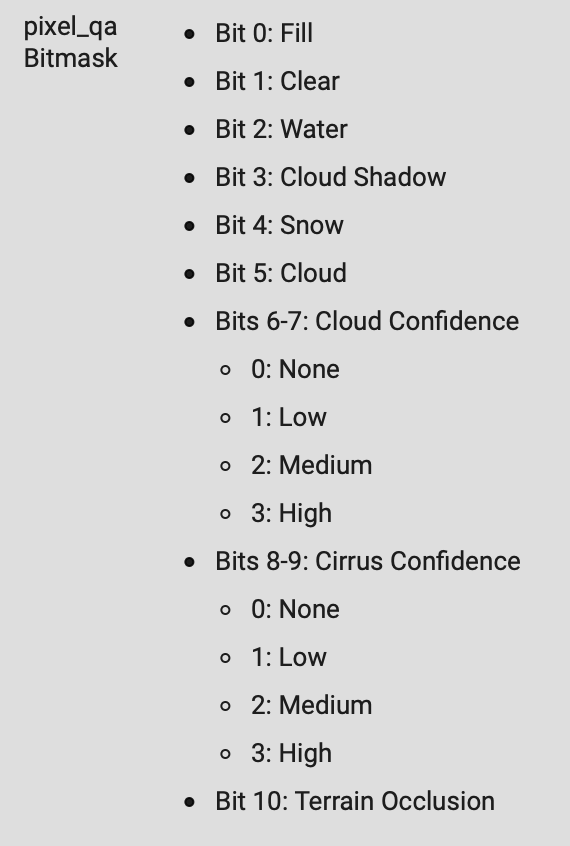 pixel_qa
Bitmask
Bit 0: Fill
Bit 1: Clear
Bit 2: Water
Bit 3: Cloud Shadow
Bit 4: Snow
Bit 5: Cloud
Bits 6-7: Cloud Confidence
0: None
1: Low
2: Medium
3: High
Bits 8-9: Cirrus Confidence
0: None
1: Low
2: Medium
3: High
Bit 10: Terrain Occlusion